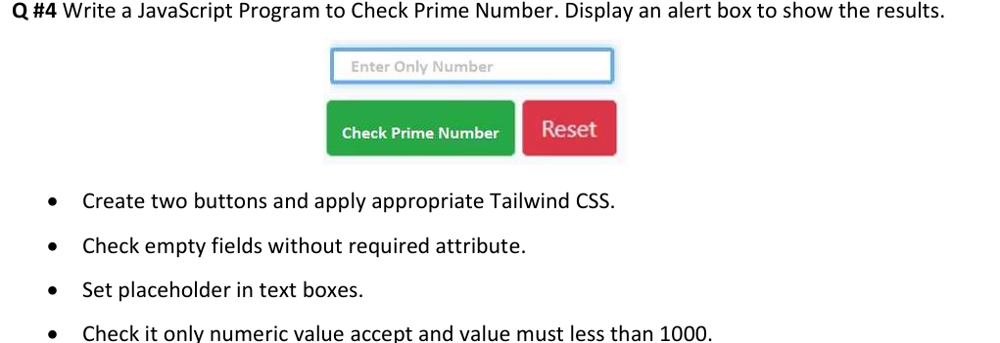 Q #4 Write a JavaScript Program to Check Prime Number. Display an alert box to show the results.
Enter Only Number
Check Prime Number Reset
• Create two buttons and apply appropriate Tailwind CSS.
• Check empty fields without required attribute.
• Set placeholder in text boxes.
• Check it only numeric value accept and value must less than 1000.